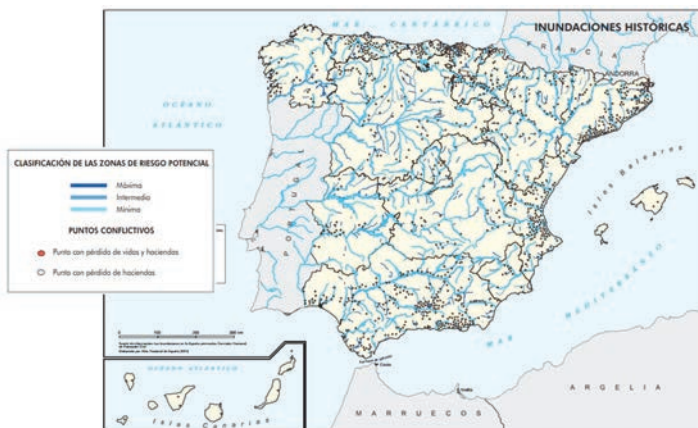 INUNDACIONES HISTÓRICAS
MAR CANTÁBRICO
FRANCIA
ANDORRA
OCÉANO
ATLÁNTICO
CLASIFICACIÓN DE LAS ZONAS DE RIESGO POTENCIAL
Máxima
Intermedia
Mínima
PUNTOS CONFLICTIVOS
Punto con pérdida de vidas y haciendas
Punto con pérdida de haciendas
PORTUGAL
Islas Baleares
MAR MEDITERRÁNEO
Ceuta
Melilla
OCÉANO ATLÁNTICO
Islas Canarias
MARRUECOS
ARGELIA